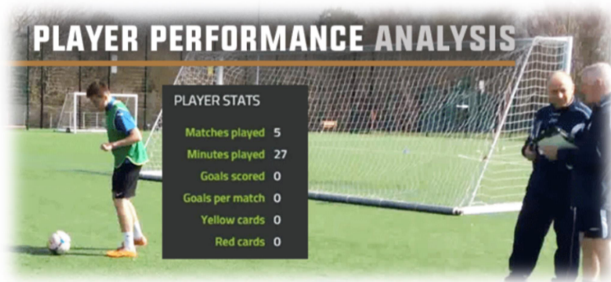 PLAYER PERFORMANCE ANALYSIS
PLAYER STATS
Matches played 5
Minutes played 27
Goals scored 0
Goals per match 0
Yellow cards 0
Red cards 0